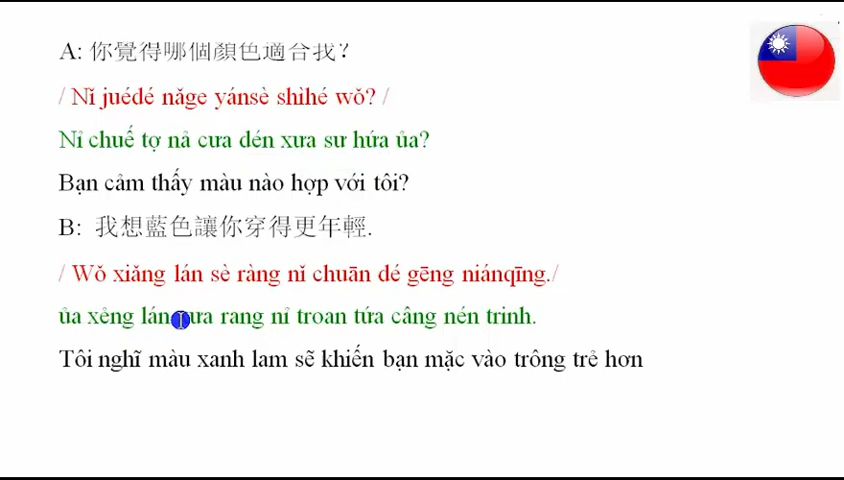 A: 你覺得哪個顏色適合我?
/ Nǐ juédé nǎge yánsè shìhé wǒ? /
Nỉ chuế tợ nả cưa dén xưa sư hứa ủa?
Bạn cảm thấy màu nào hợp với tôi?
B: 我想藍色讓你穿得更年輕.
/ Wǒ xiǎng lán sè ràng nǐ chuān dé gēng niánqīng./
ủa xẻng lán xưa rang nỉ troan tứa câng nén trinh.
Tôi nghĩ màu xanh lam sẽ khiến bạn mặc vào trông trẻ hơn